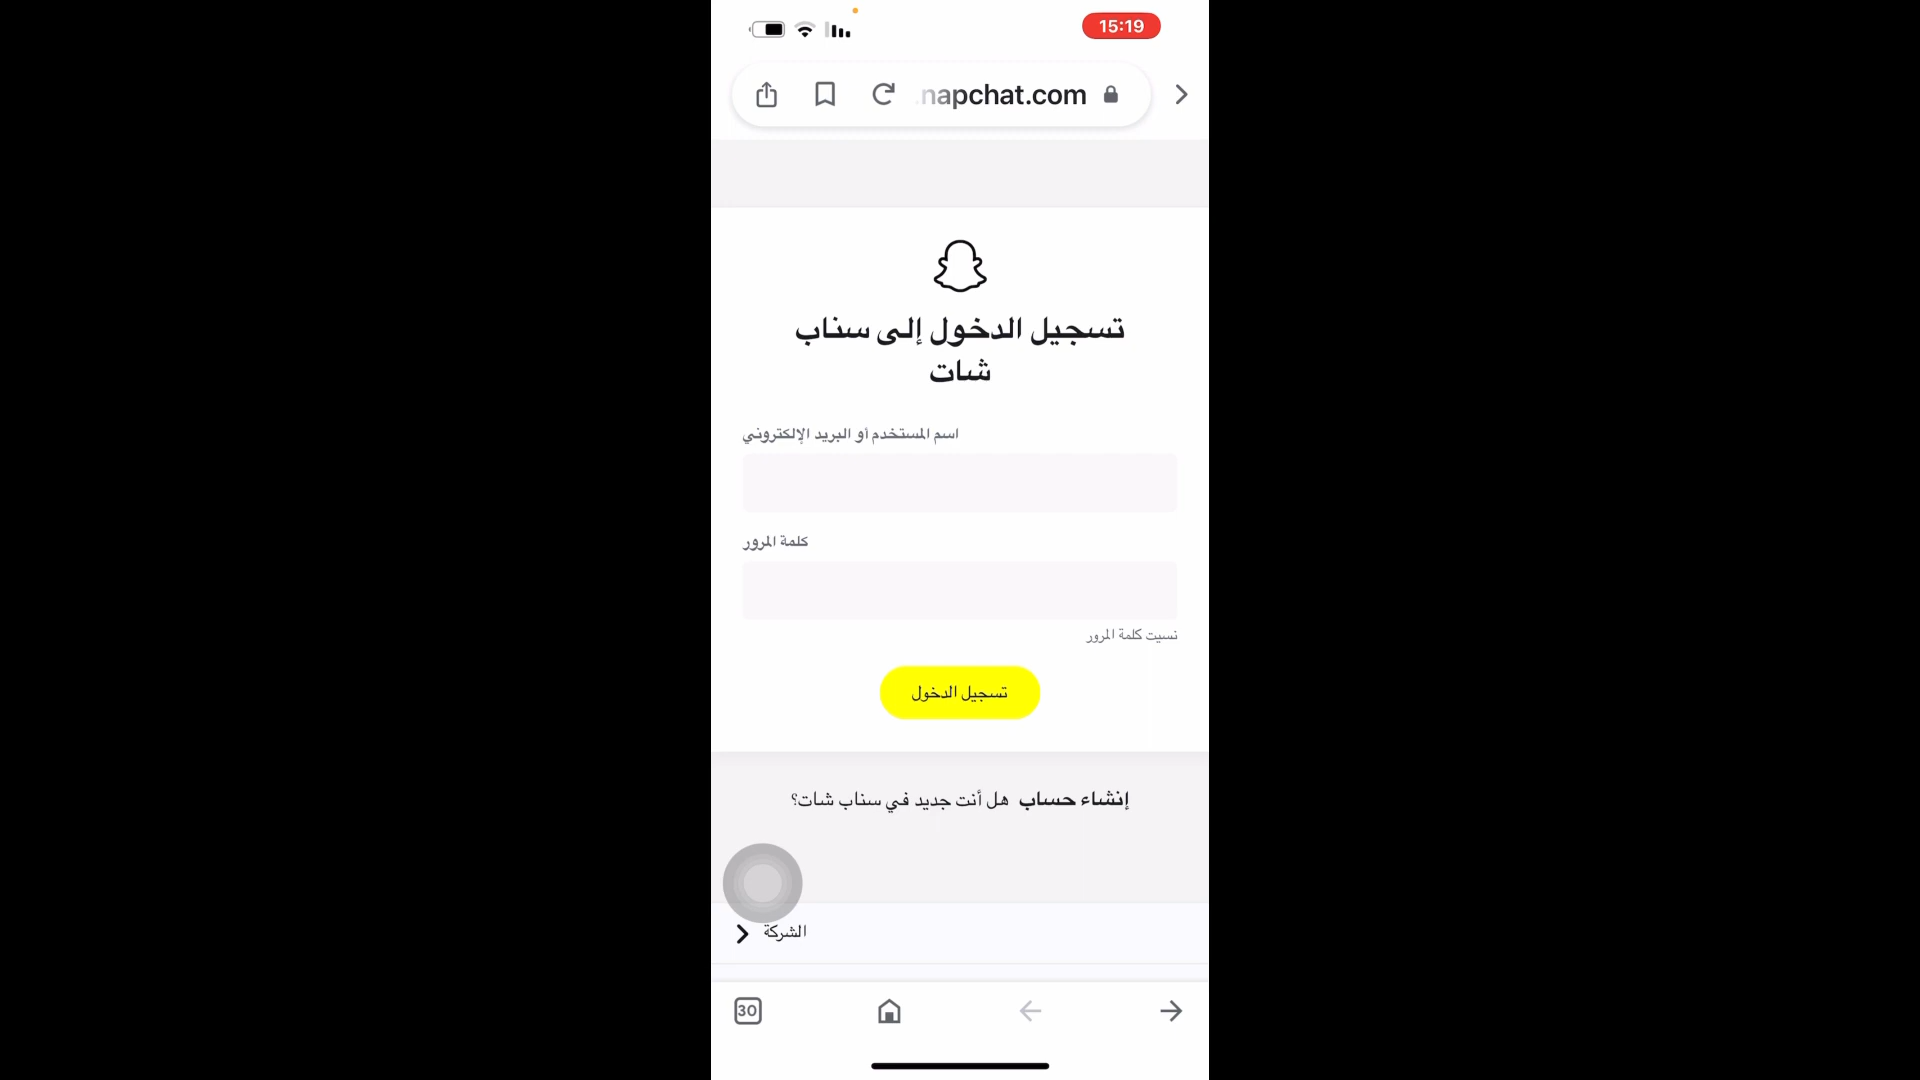 15:19
napchat.com
تسجيل الدخول إلى سناب
شات
اسم المستخدم أو البريد الإلكتروني
كلمة المرور
نسيت كلمة المرور
تسجيل الدخول
هل أنت جديد في سناب شات؟ إنشاء حساب
الشركة
30